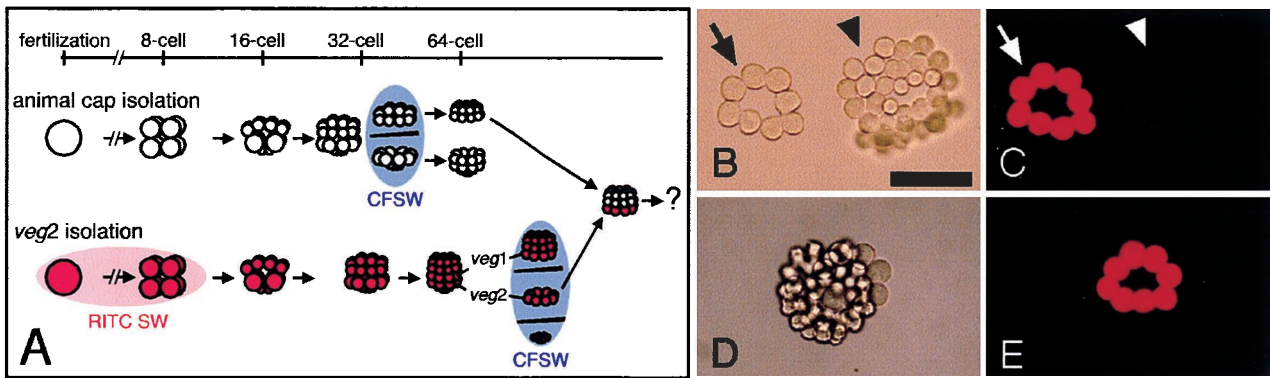 fertilization 8-cell 16-cell 32-cell 64-cell
animal cap isolation
CFSW
?
veg2 isolation
veg1
veg2
RITC SW
CFSW
A
B
C
D
E